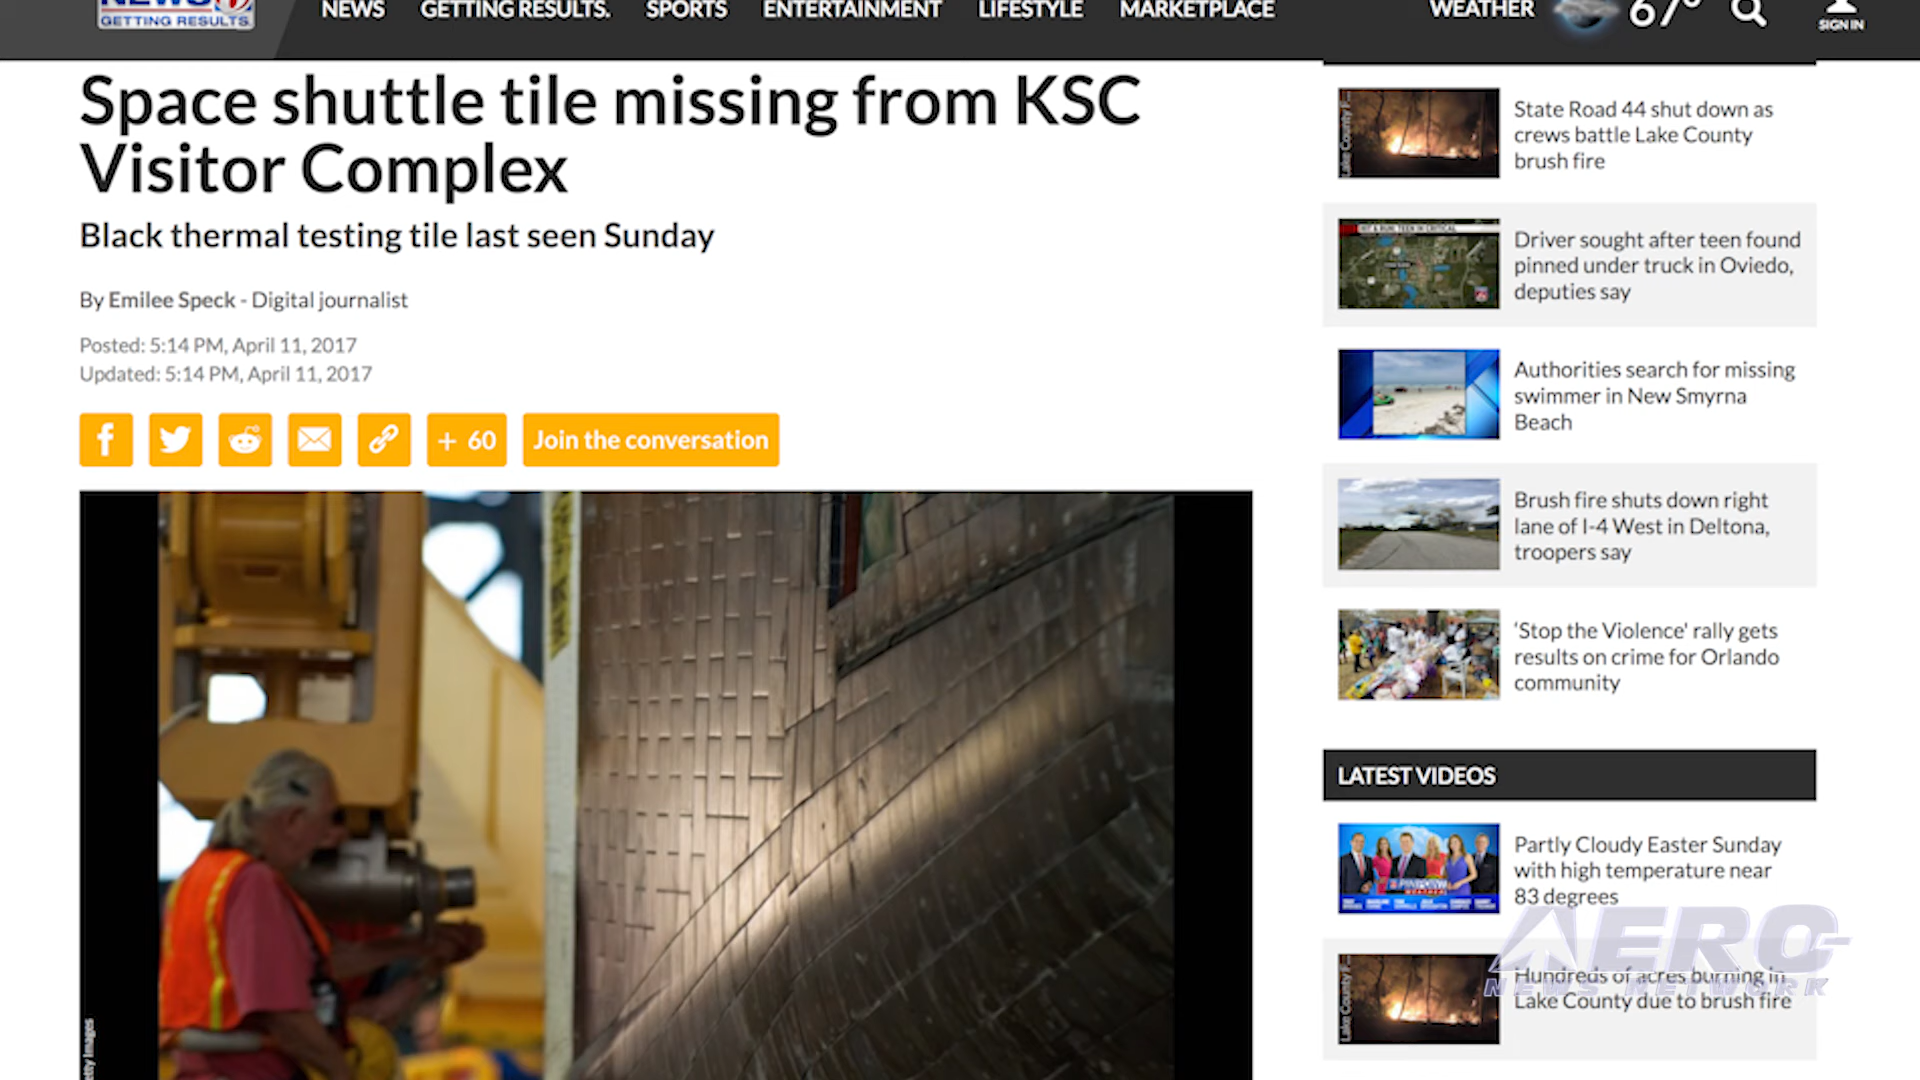 NEWS 6
GETTING RESULTS.
NEWS
GETTING RESULTS.
SPORTS
ENTERTAINMENT
LIFESTYLE
MARKETPLACE
WEATHER
67°
SIGN IN
Space shuttle tile missing from KSC
Visitor Complex
Black thermal testing tile last seen Sunday
By Emilee Speck - Digital journalist
Posted: 5:14 PM, April 11, 2017
Updated: 5:14 PM, April 11, 2017
+ 60
Join the conversation
State Road 44 shut down as
crews battle Lake County
brush fire
Driver sought after teen found
pinned under truck in Oviedo,
deputies say
Authorities search for missing
swimmer in New Smyrna
Beach
Brush fire shuts down right
lane of I-4 West in Deltona,
troopers say
'Stop the Violence' rally gets
results on crime for Orlando
community
LATEST VIDEOS
Partly Cloudy Easter Sunday
with high temperature near
83 degrees
Hundreds of acres burning in
Lake County due to brush fire
AERO
NEWS NETWORK